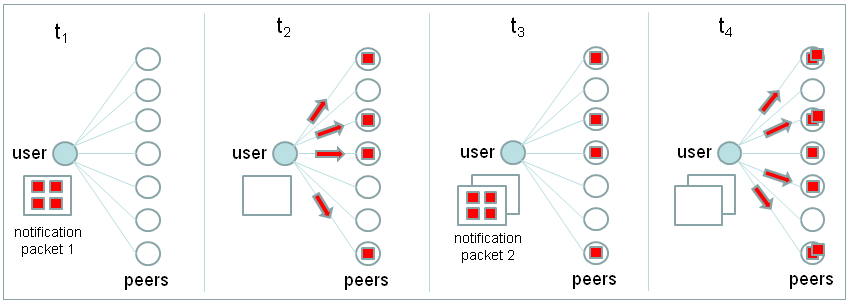 t1
user
notification
packet 1
peers
t2
user
peers
t3
user
notification
packet 2
peers
t4
user
peers